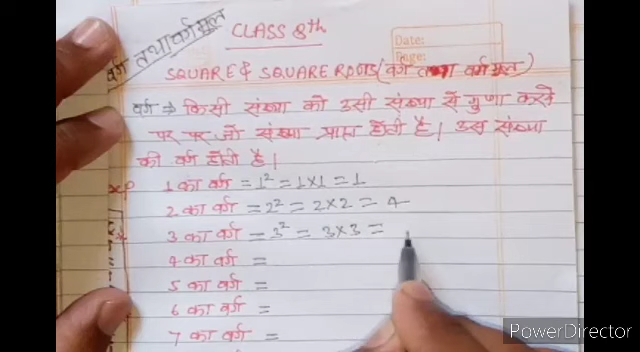 वर्ग तथा वर्गमूल
CLASS 8th
Date:
Page:
SQUARE & SQUARE ROOTS (वर्ग तथा वर्गमूल)
वर्ग ⇒ किसी संख्या को उसी संख्या से गुणा करने
पर पर जो संख्या प्राप्त होती है। उस संख्या
की वर्ग होती है।
1 का वर्ग = 1² = 1×1 = 1
2 का वर्ग = 2² = 2×2 = 4
3 का वर्ग = 3² = 3×3 =
4 का वर्ग =
5 का वर्ग =
6 का वर्ग =
7 का वर्ग =
PowerDirector